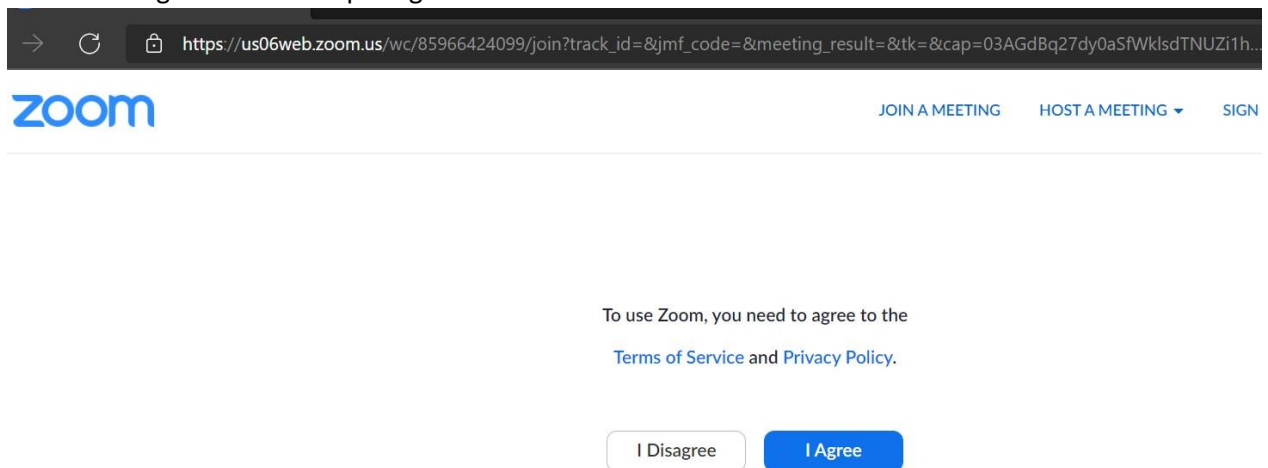 https://us06web.zoom.us/wc/85966424099/join?track_id=&jmf_code=&meeting_result=&tk=&cap=03AGdBq27dy0aSfWklsdTNUZi1h...
zoom
JOIN A MEETING HOST A MEETING SIGN
To use Zoom, you need to agree to the
Terms of Service and Privacy Policy.
I Disagree I Agree